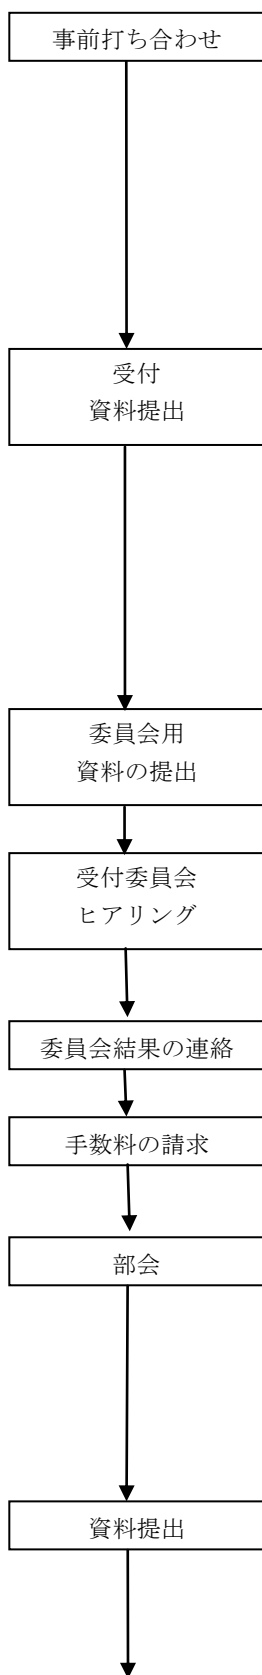 事前打ち合わせ
受付
資料提出
委員会用
資料の提出
受付委員会
ヒアリング
委員会結果の連絡
手数料の請求
部会
資料提出